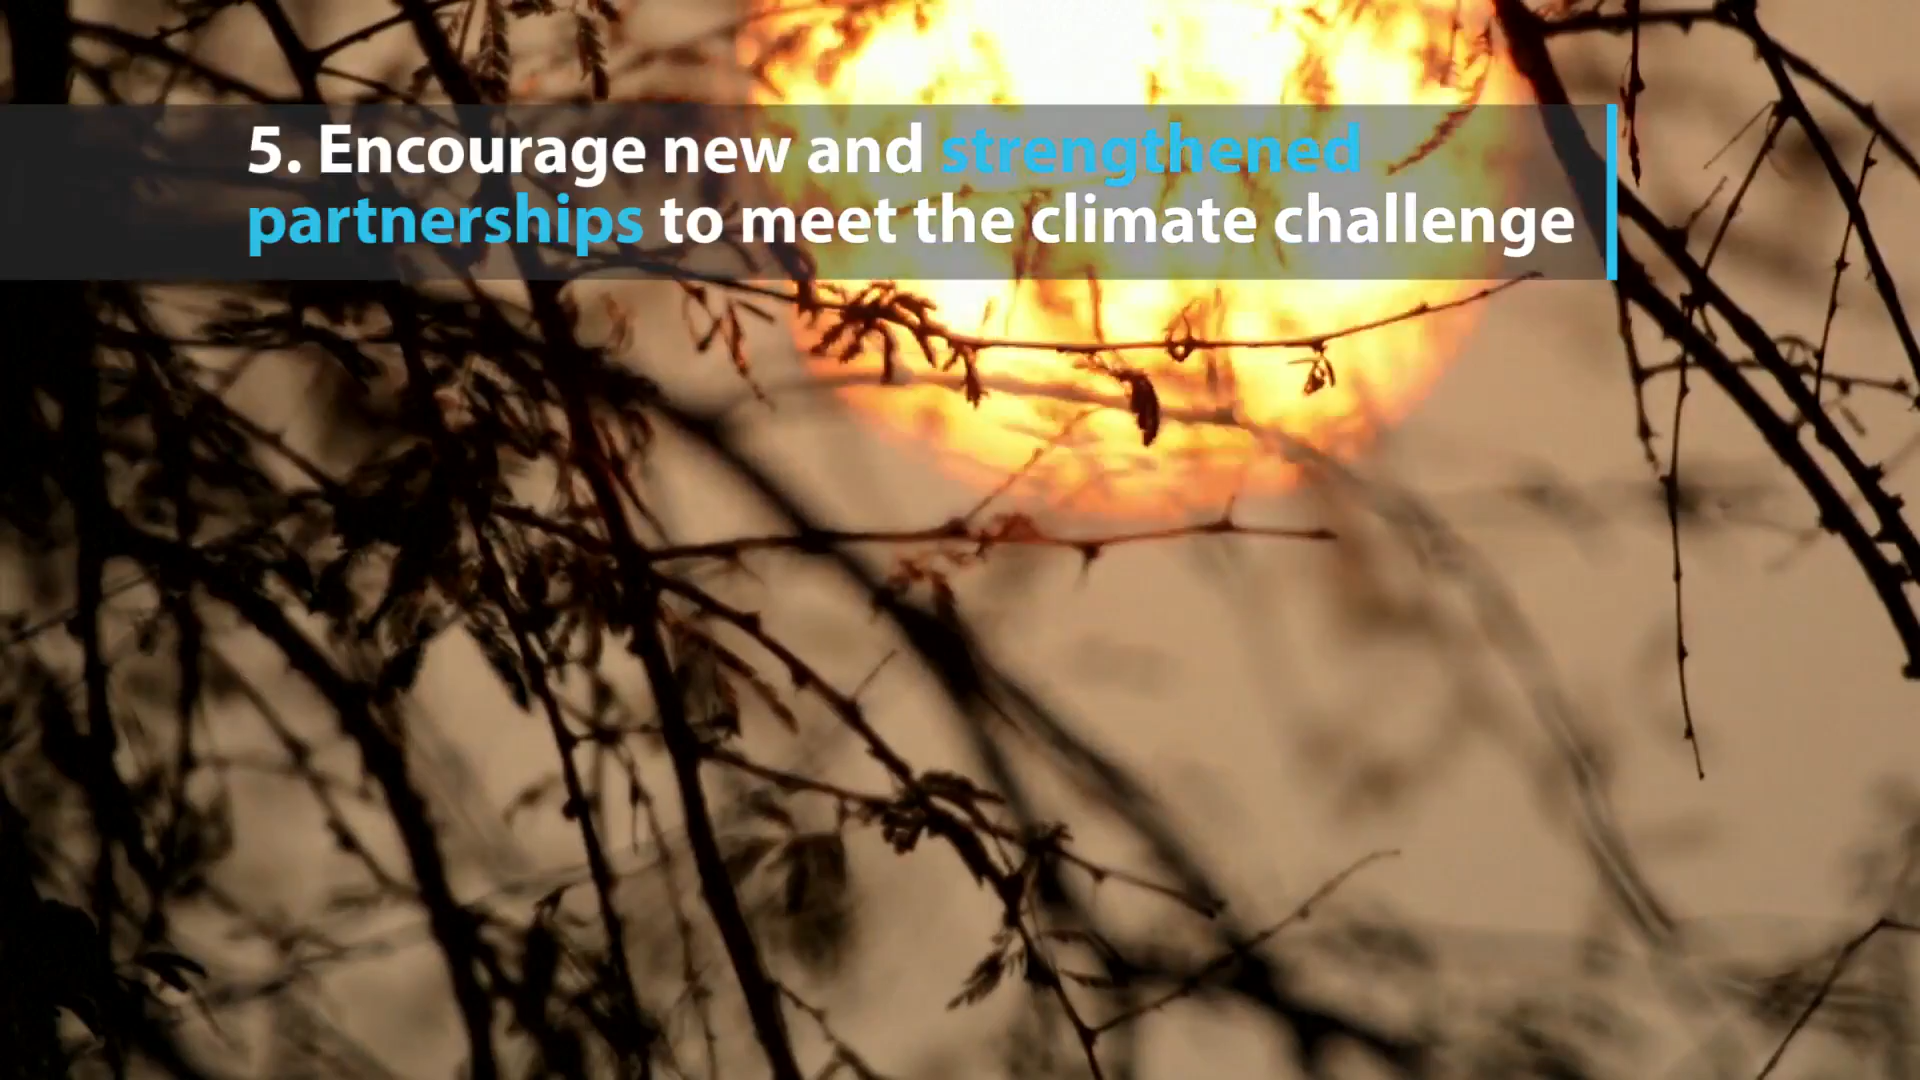 5. Encourage new and strengthened
partnerships to meet the climate challenge